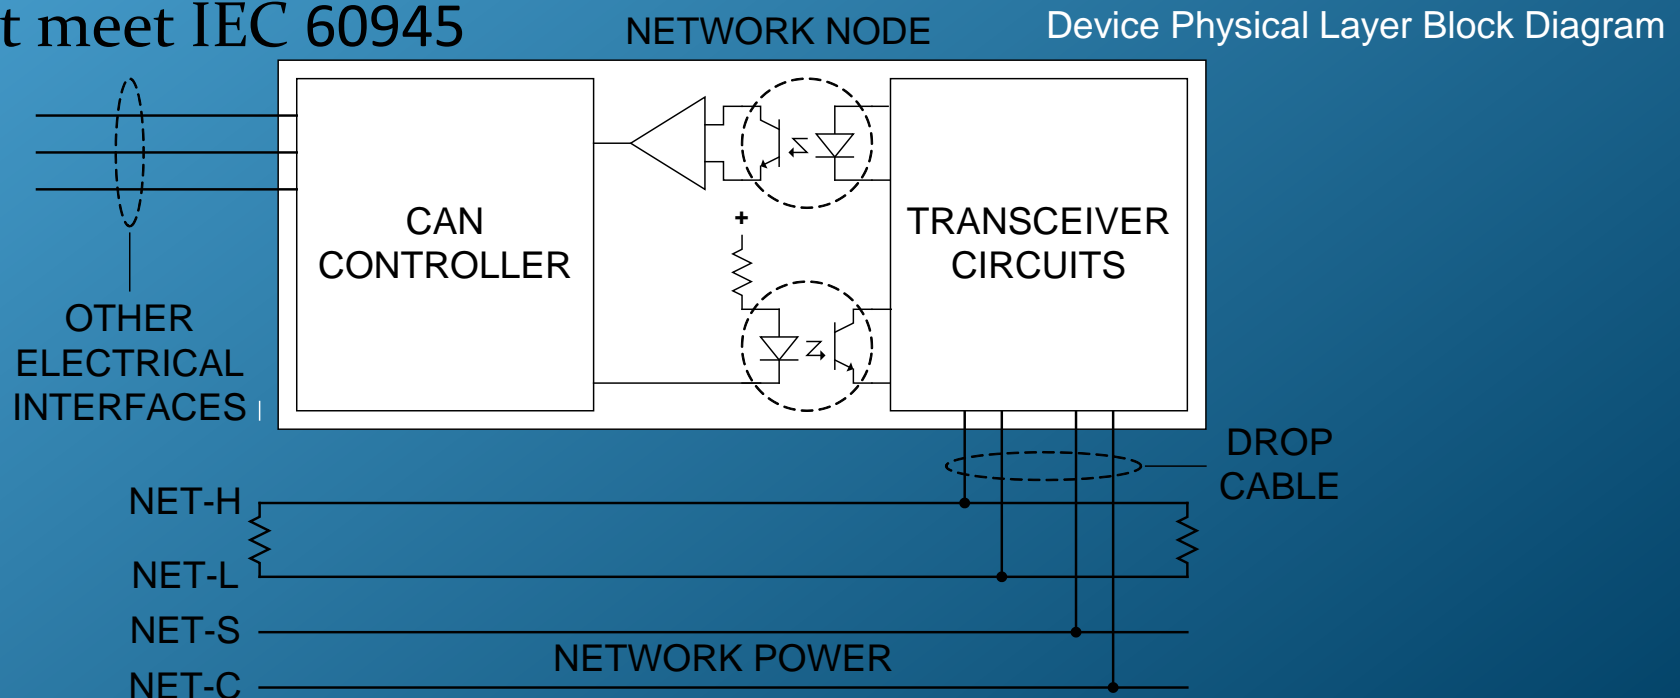 t meet IEC 60945
NETWORK NODE
Device Physical Layer Block Diagram
CAN
CONTROLLER
+
TRANSCEIVER
CIRCUITS
OTHER
ELECTRICAL
INTERFACES
DROP
CABLE
NET-H
NET-L
NET-S
NETWORK POWER
NET-C